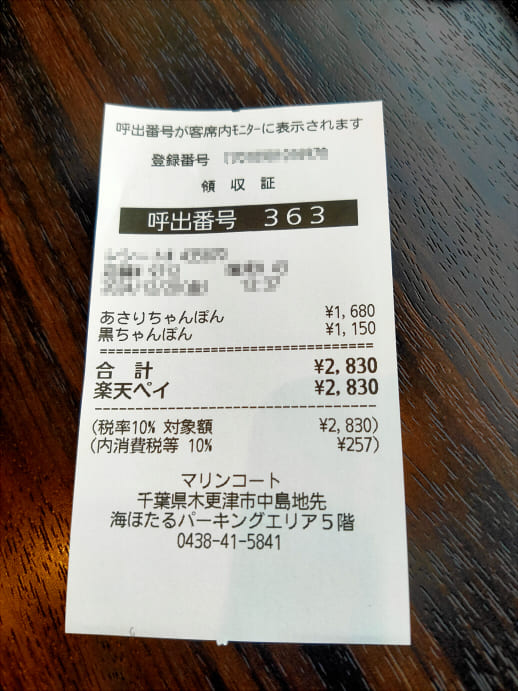 呼出番号が客席内ﾓﾆﾀｰに表示されます
登録番号
領 収 証
呼出番号 363
あさりちゃんぽん ¥1,680
黒ちゃんぽん ¥1,150
合 計 ¥2,830
楽天ペイ ¥2,830
(税率10% 対象額 ¥2,830)
(内消費税等 10% ¥257)
マリンコート
千葉県木更津市中島地先
海ほたるパーキングエリア５階
0438-41-5841